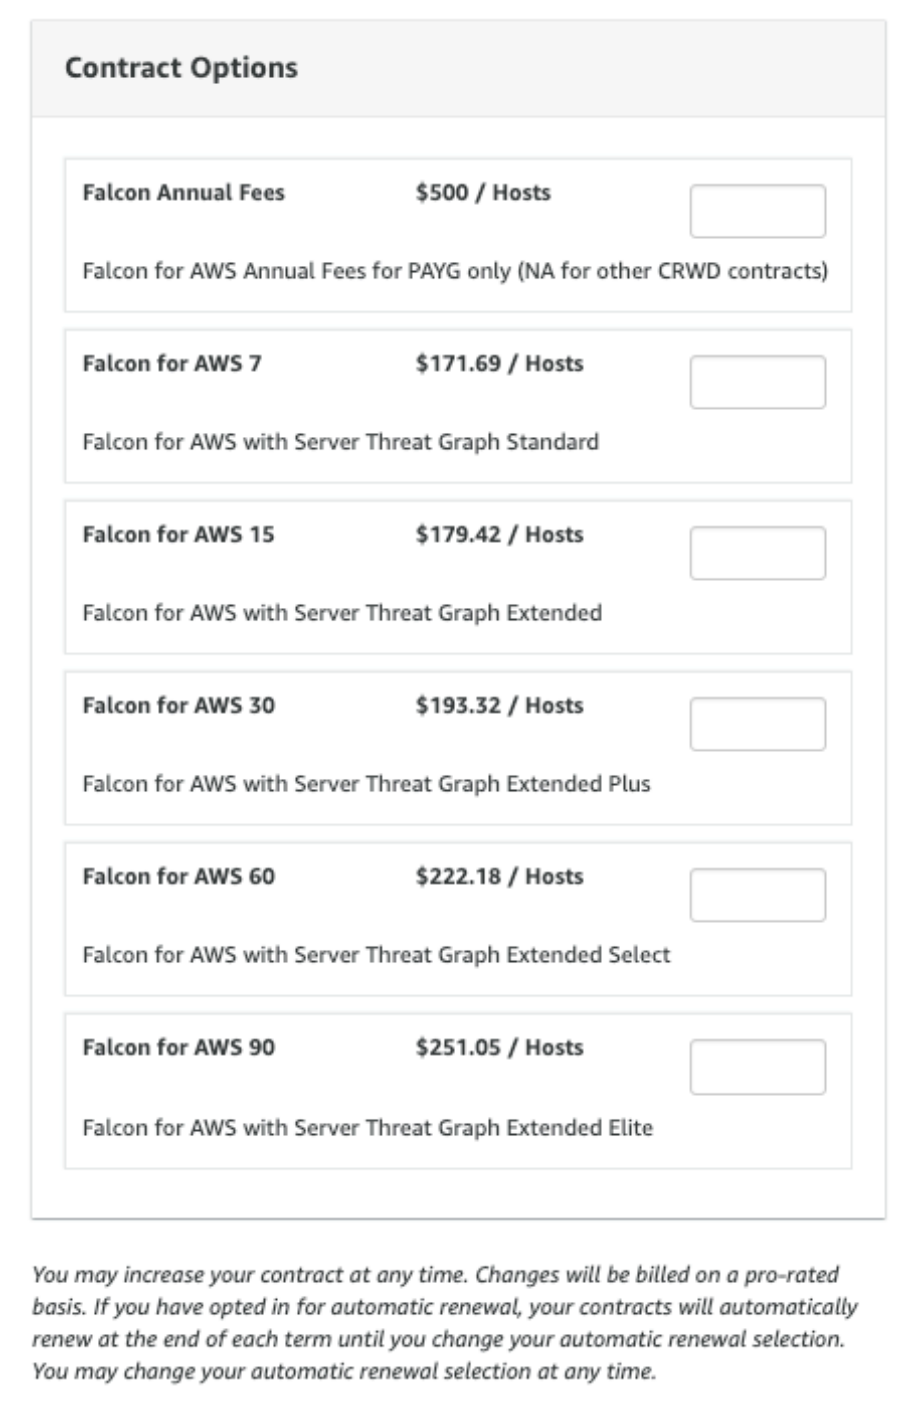 Contract Options
Falcon Annual Fees $500 / Hosts
Falcon for AWS Annual Fees for PAYG only (NA for other CRWD contracts)
Falcon for AWS 7 $171.69 / Hosts
Falcon for AWS with Server Threat Graph Standard
Falcon for AWS 15 $179.42 / Hosts
Falcon for AWS with Server Threat Graph Extended
Falcon for AWS 30 $193.32 / Hosts
Falcon for AWS with Server Threat Graph Extended Plus
Falcon for AWS 60 $222.18 / Hosts
Falcon for AWS with Server Threat Graph Extended Select
Falcon for AWS 90 $251.05 / Hosts
Falcon for AWS with Server Threat Graph Extended Elite
You may increase your contract at any time. Changes will be billed on a pro-rated
basis. If you have opted in for automatic renewal, your contracts will automatically
renew at the end of each term until you change your automatic renewal selection.
You may change your automatic renewal selection at any time.